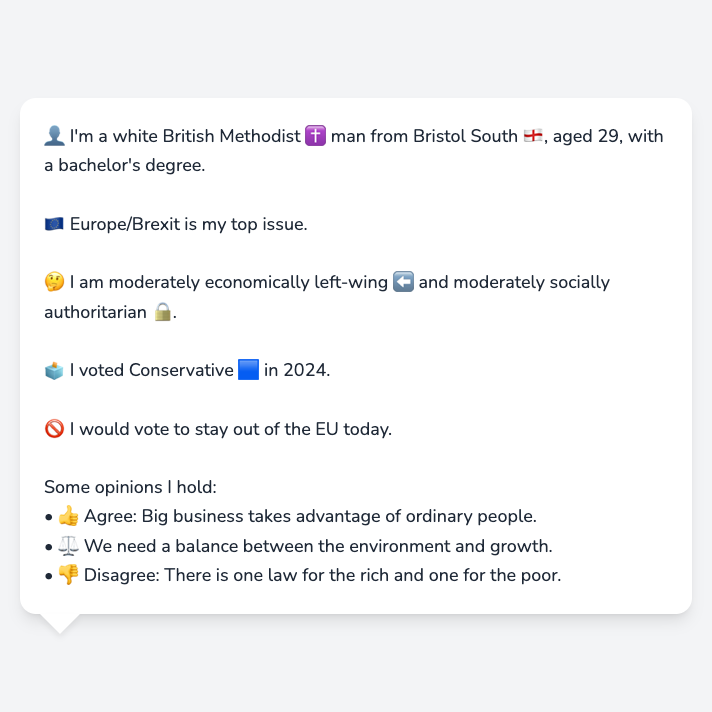 👤 I'm a white British Methodist ✝️ man from Bristol South 🏴󠁧󠁢󠁥󠁮󠁧󠁿, aged 29, with
a bachelor's degree.
🇪🇺 Europe/Brexit is my top issue.
🤔 I am moderately economically left-wing ⬅️ and moderately socially
authoritarian 🔒.
🗳️ I voted Conservative 🟦 in 2024.
🚫 I would vote to stay out of the EU today.
Some opinions I hold:
• 👍 Agree: Big business takes advantage of ordinary people.
• ⚖️ We need a balance between the environment and growth.
• 👎 Disagree: There is one law for the rich and one for the poor.